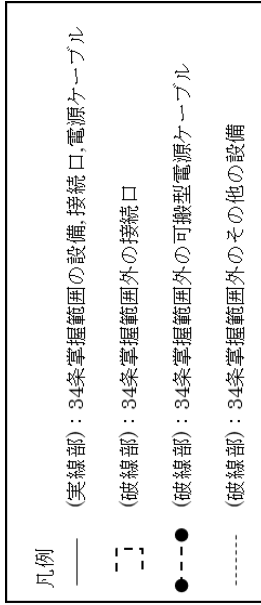 凡例
(実線部)：34条掌握範囲の設備,接続口,電源ケーブル
(破線部)：34条掌握範囲外の接続口
(破線部)：34条掌握範囲外の可搬型電源ケーブル
(破線部)：34条掌握範囲外のその他の設備